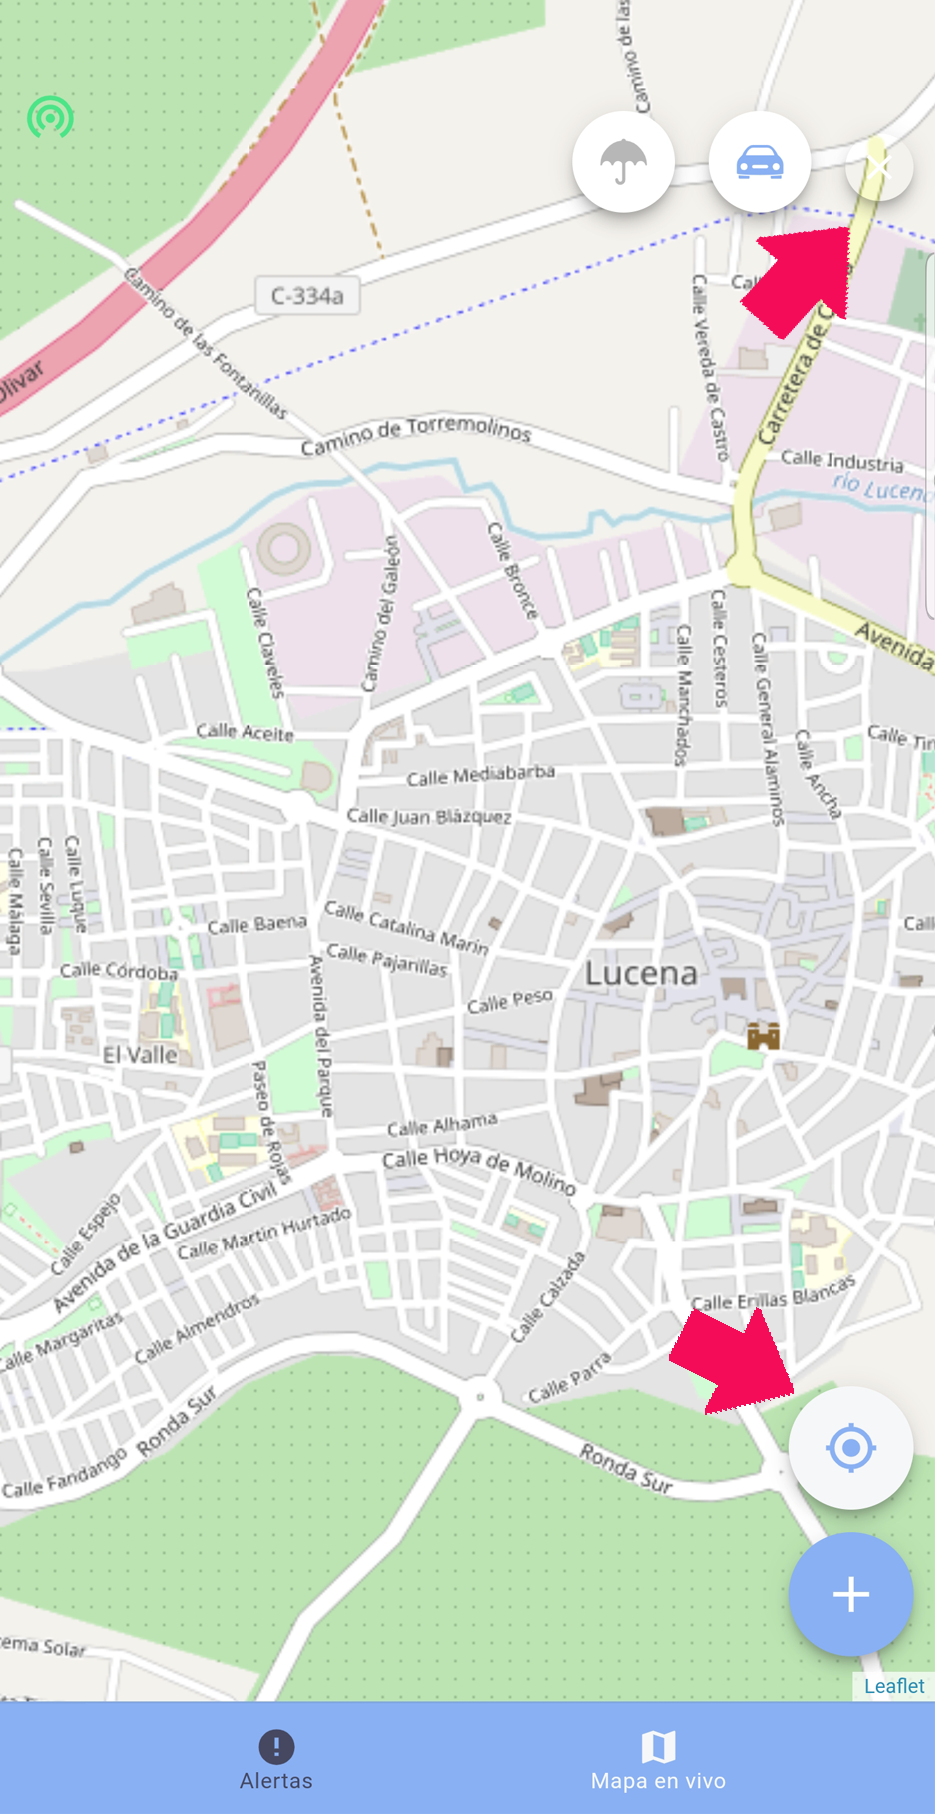 Camino de las
C-334a
Camino de las Fontanillas
Olivar
Camino de Torremolinos
Calle Vereda de Castro
Carretera de C
Calle Industria
río Lucena
Calle Bronce
Camino del Galeón
Calle Claveles
Calle Cesteros
Calle Manchados
Calle General Alaminos
Avenida
Calle Aceite
Calle Ancha
Calle Tin
Calle Mediabarba
Calle Juan Blázquez
Calle Málaga
Calle Sevilla
Calle Luque
Calle Baena
Calle Catalina Marín
Calle Pajarillas
Calle Córdoba
Lucena
Calle Peso
Avenida del Parque
El Valle
Paseo de Rojas
Calle Alhama
Calle Hoya de Molino
Calle Espejo
Avenida de la Guardia Civil
Calle Martín Hurtado
Calle Calzada
Calle Erillas Blancas
Calle Margaritas
Calle Almendros
Calle Parra
Ronda Sur
Ronda Sur
Calle Fandango
ema Solar
Leaflet
Alertas
Mapa en vivo